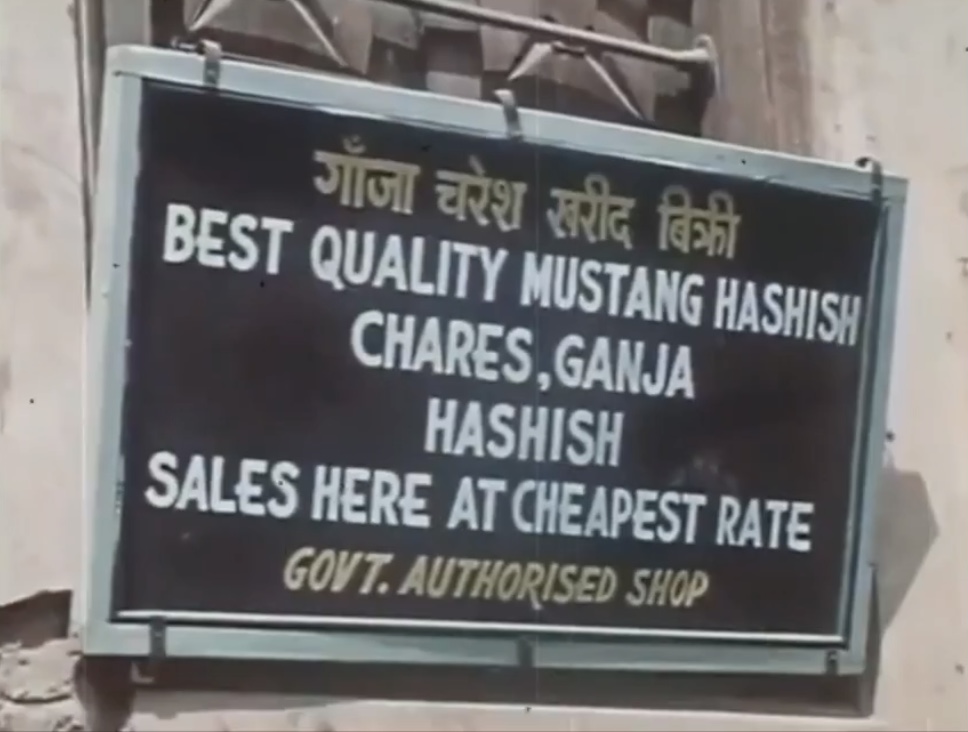 गाँजा चरेश खरीद बिक्री
BEST QUALITY MUSTANG HASHISH
CHARES, GANJA
HASHISH
SALES HERE AT CHEAPEST RATE
GOVT. AUTHORISED SHOP